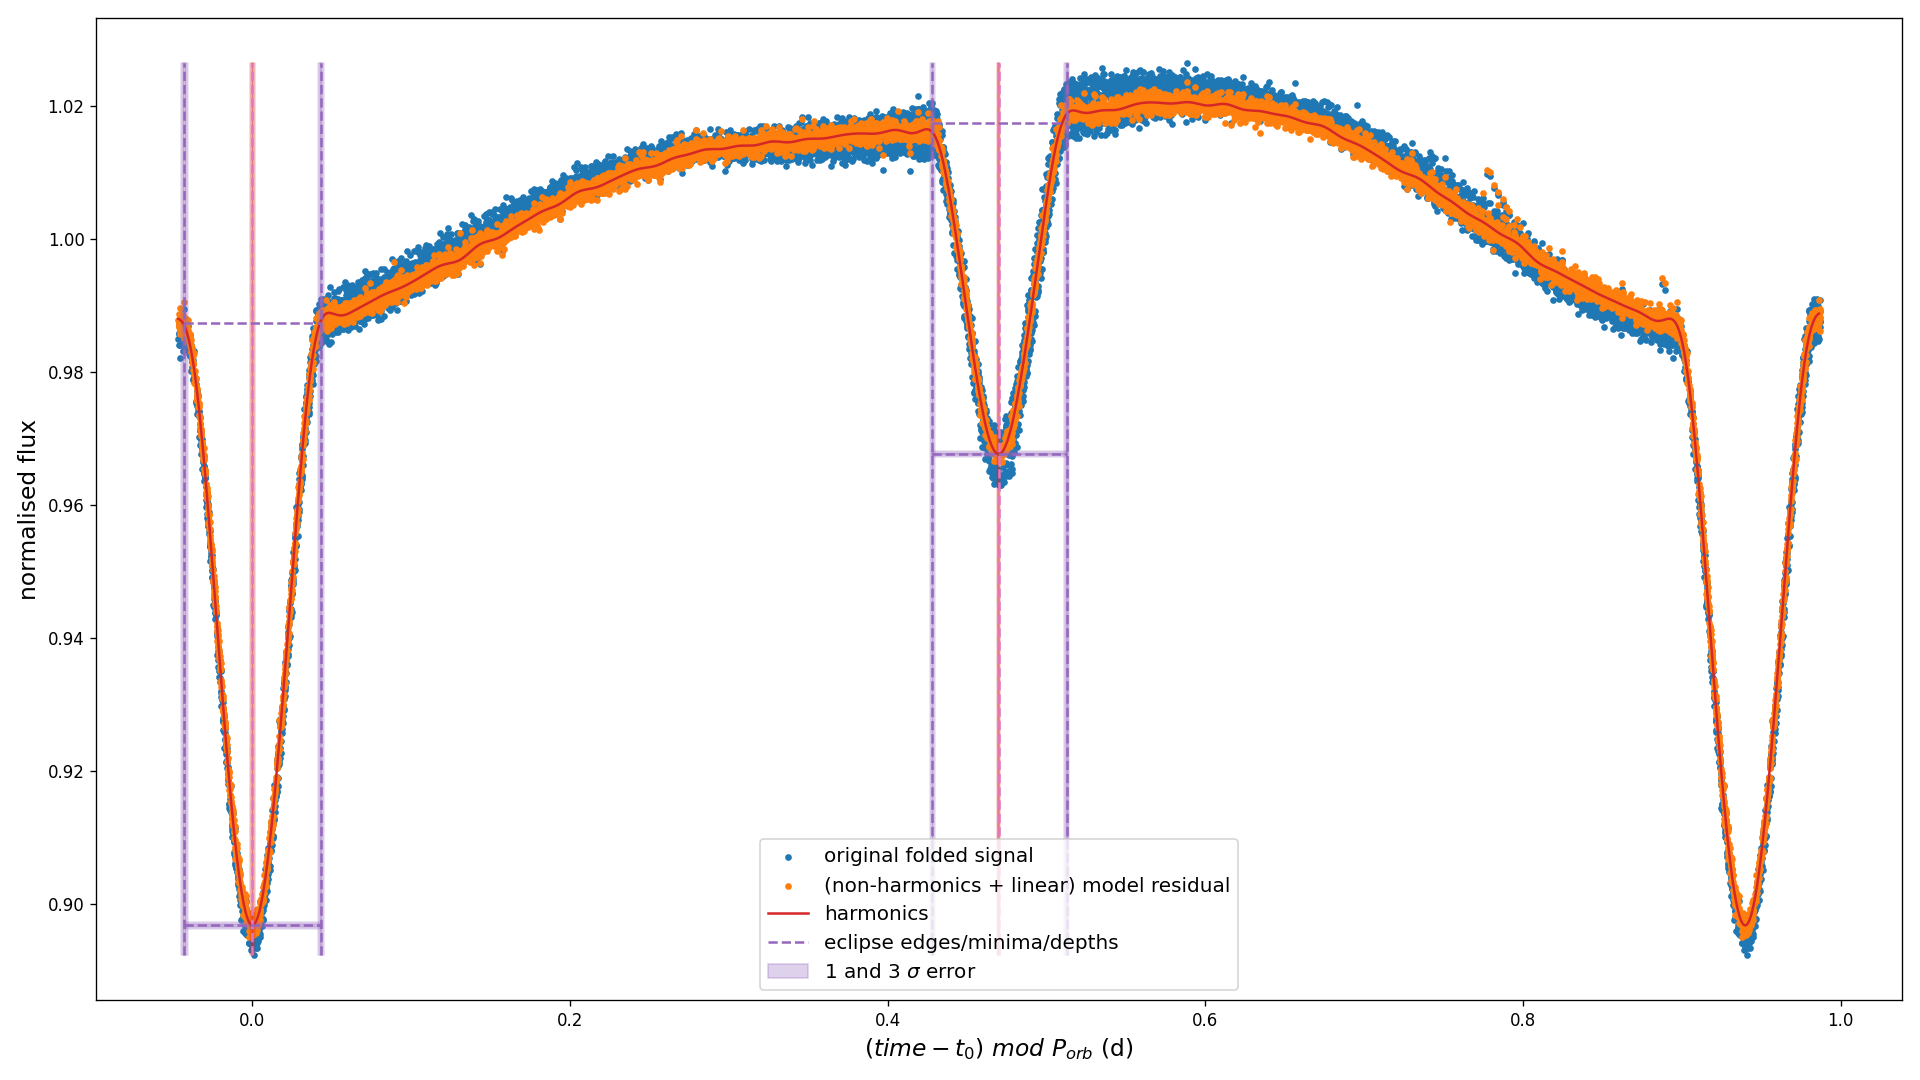 normalised flux
1.02
1.00
0.98
0.96
0.94
0.92
0.90
original folded signal
(non-harmonics + linear) model residual
harmonics
eclipse edges/minima/depths
1 and 3 σ error
0.0 0.2 0.4 0.6 0.8 1.0
(time − t₀) mod Pₒᵣb (d)